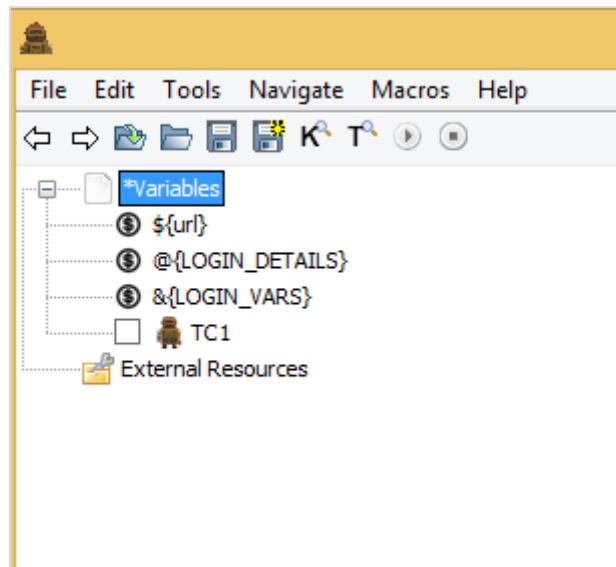 File Edit Tools Navigate Macros Help
K T
*Variables
${url}
@{LOGIN_DETAILS}
&{LOGIN_VARS}
TC1
External Resources